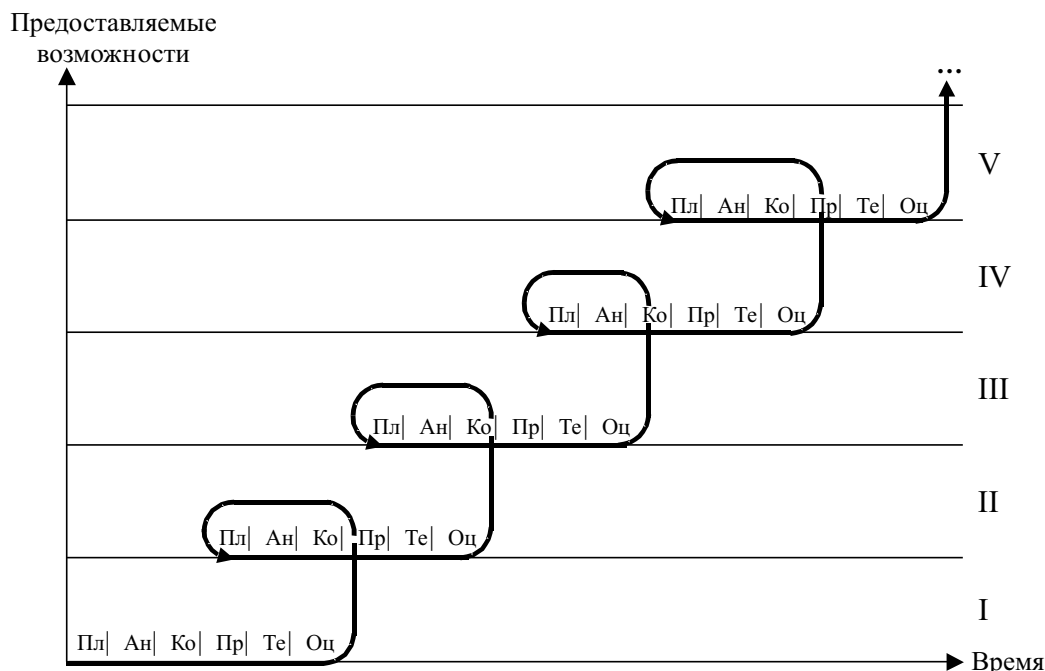 Предоставляемые
возможности
...
V
Пл| Ан| Ко| Пр| Те| Оц
IV
Пл| Ан| Ко| Пр| Те| Оц
III
Пл| Ан| Ко| Пр| Те| Оц
II
Пл| Ан| Ко| Пр| Те| Оц
I
Пл| Ан| Ко| Пр| Те| Оц
Время